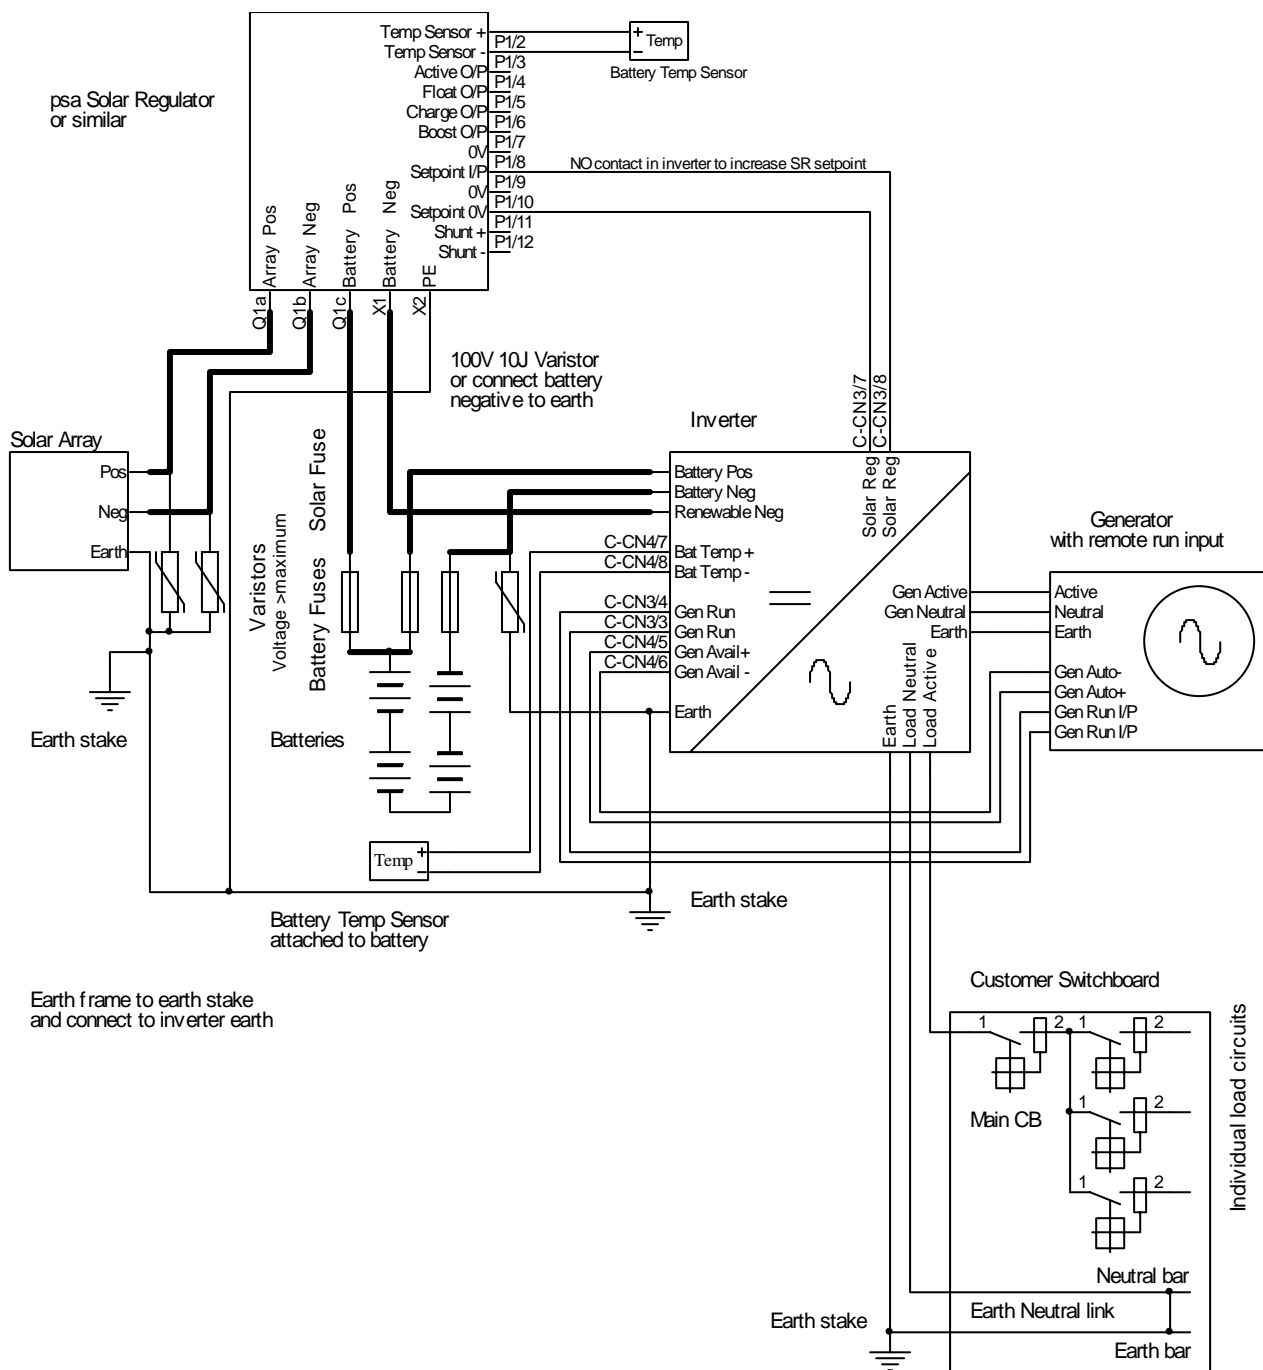 Temp Sensor +
P1/2
Temp Sensor -
P1/3
Active O/P
P1/4
Float O/P
P1/5
Charge O/P
P1/6
Boost O/P
P1/7
0V
P1/8
Setpoint I/P
P1/9
0V
P1/10
Setpoint 0V
P1/11
Shunt +
P1/12
Shunt -
+ Temp
-
Battery Temp Sensor
psa Solar Regulator
or similar
NO contact in inverter to increase SR setpoint
Array Pos
Array Neg
Battery Pos
Battery Neg
PE
Q1a
Q1b
Q1c
X1
X2
100V 10J Varistor
or connect battery
negative to earth
C-CN3/7
C-CN3/8
Inverter
Solar Array
Pos
Neg
Earth
Varistors
Voltage >maximum
Battery Fuses
Solar Fuse
Battery Pos
Battery Neg
Renewable Neg
Solar Reg
Solar Reg
C-CN4/7
Bat Temp +
C-CN4/8
Bat Temp -
C-CN3/4
Gen Run
C-CN3/3
Gen Run
C-CN4/5
Gen Avail+
C-CN4/6
Gen Avail -
Earth
Gen Active
Gen Neutral
Earth
Earth
Load Neutral
Load Active
Generator
with remote run input
Active
Neutral
Earth
Gen Auto-
Gen Auto+
Gen Run I/P
Gen Run I/P
Earth stake
Batteries
Temp +
-
Battery Temp Sensor
attached to battery
Earth stake
Earth frame to earth stake
and connect to inverter earth
Customer Switchboard
1 2 1 2
Main CB
1 2
1 2
Individual load circuits
Neutral bar
Earth Neutral link
Earth stake
Earth bar